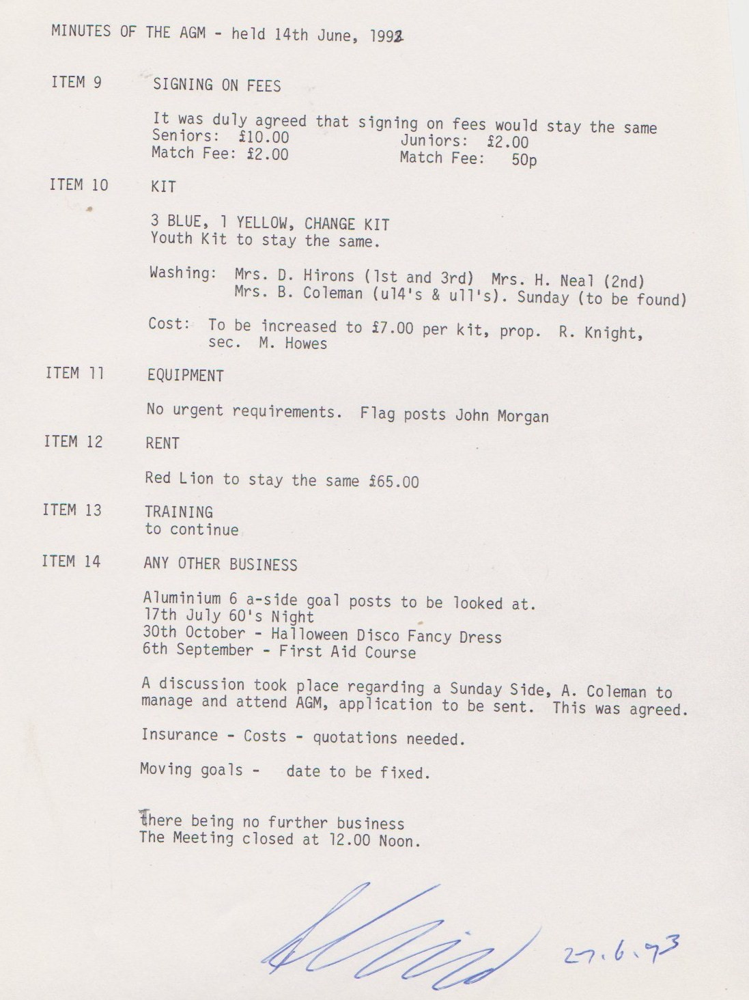 MINUTES OF THE AGM - held 14th June, 1992
ITEM 9 SIGNING ON FEES
It was duly agreed that signing on fees would stay the same
Seniors: £10.00 Juniors: £2.00
Match Fee: £2.00 Match Fee: 50p
ITEM 10 KIT
3 BLUE, 1 YELLOW, CHANGE KIT
Youth Kit to stay the same.
Washing: Mrs. D. Hirons (1st and 3rd) Mrs. H. Neal (2nd)
Mrs. B. Coleman (u14's & u11's). Sunday (to be found)
Cost: To be increased to £7.00 per kit, prop. R. Knight,
sec. M. Howes
ITEM 11 EQUIPMENT
No urgent requirements. Flag posts John Morgan
ITEM 12 RENT
Red Lion to stay the same £65.00
ITEM 13 TRAINING
to continue
ITEM 14 ANY OTHER BUSINESS
Aluminium 6 a-side goal posts to be looked at.
17th July 60's Night
30th October - Halloween Disco Fancy Dress
6th September - First Aid Course
A discussion took place regarding a Sunday Side, A. Coleman to
manage and attend AGM, application to be sent. This was agreed.
Insurance - Costs - quotations needed.
Moving goals - date to be fixed.
There being no further business
The Meeting closed at 12.00 Noon.
27.6.93